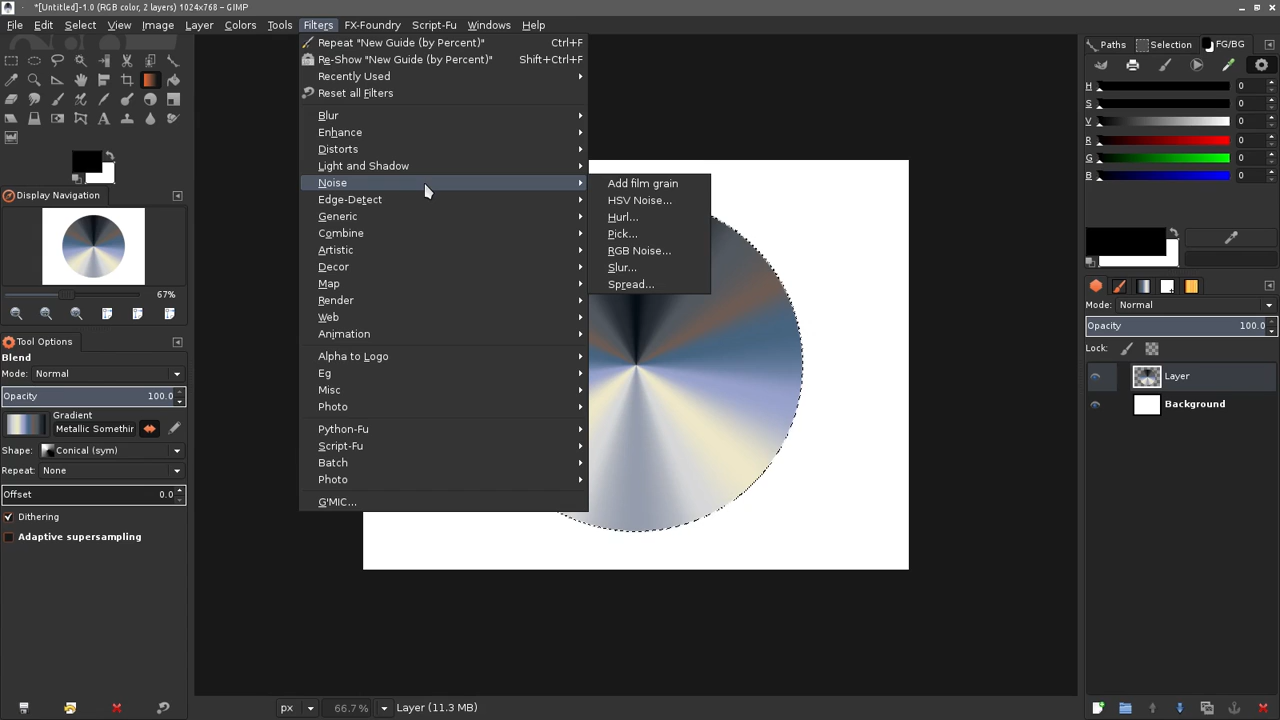 *[Untitled]-1.0 (RGB color, 2 layers) 1024x768 – GIMP
File Edit Select View Image Layer Colors Tools Filters FX-Foundry Script-Fu Windows Help
Repeat "New Guide (by Percent)" Ctrl+F
Re-Show "New Guide (by Percent)" Shift+Ctrl+F
Recently Used
Reset all Filters
Blur
Enhance
Distorts
Light and Shadow
Noise
Edge-Detect
Generic
Combine
Artistic
Decor
Map
Render
Web
Animation
Alpha to Logo
Eg
Misc
Photo
Python-Fu
Script-Fu
Batch
Photo
G'MIC...
Add film grain
HSV Noise...
Hurl...
Pick...
RGB Noise...
Slur...
Spread...
Display Navigation
67%
Tool Options
Blend
Mode: Normal
Opacity 100.0
Gradient
Metallic Somethir
Shape: Conical (sym)
Repeat: None
Offset 0.0
Dithering
Adaptive supersampling
px 66.7% Layer (11.3 MB)
Paths Selection FG/BG
H 0
S 0
V 0
R 0
G 0
B 0
Mode: Normal
Opacity 100.0
Lock:
Layer
Background